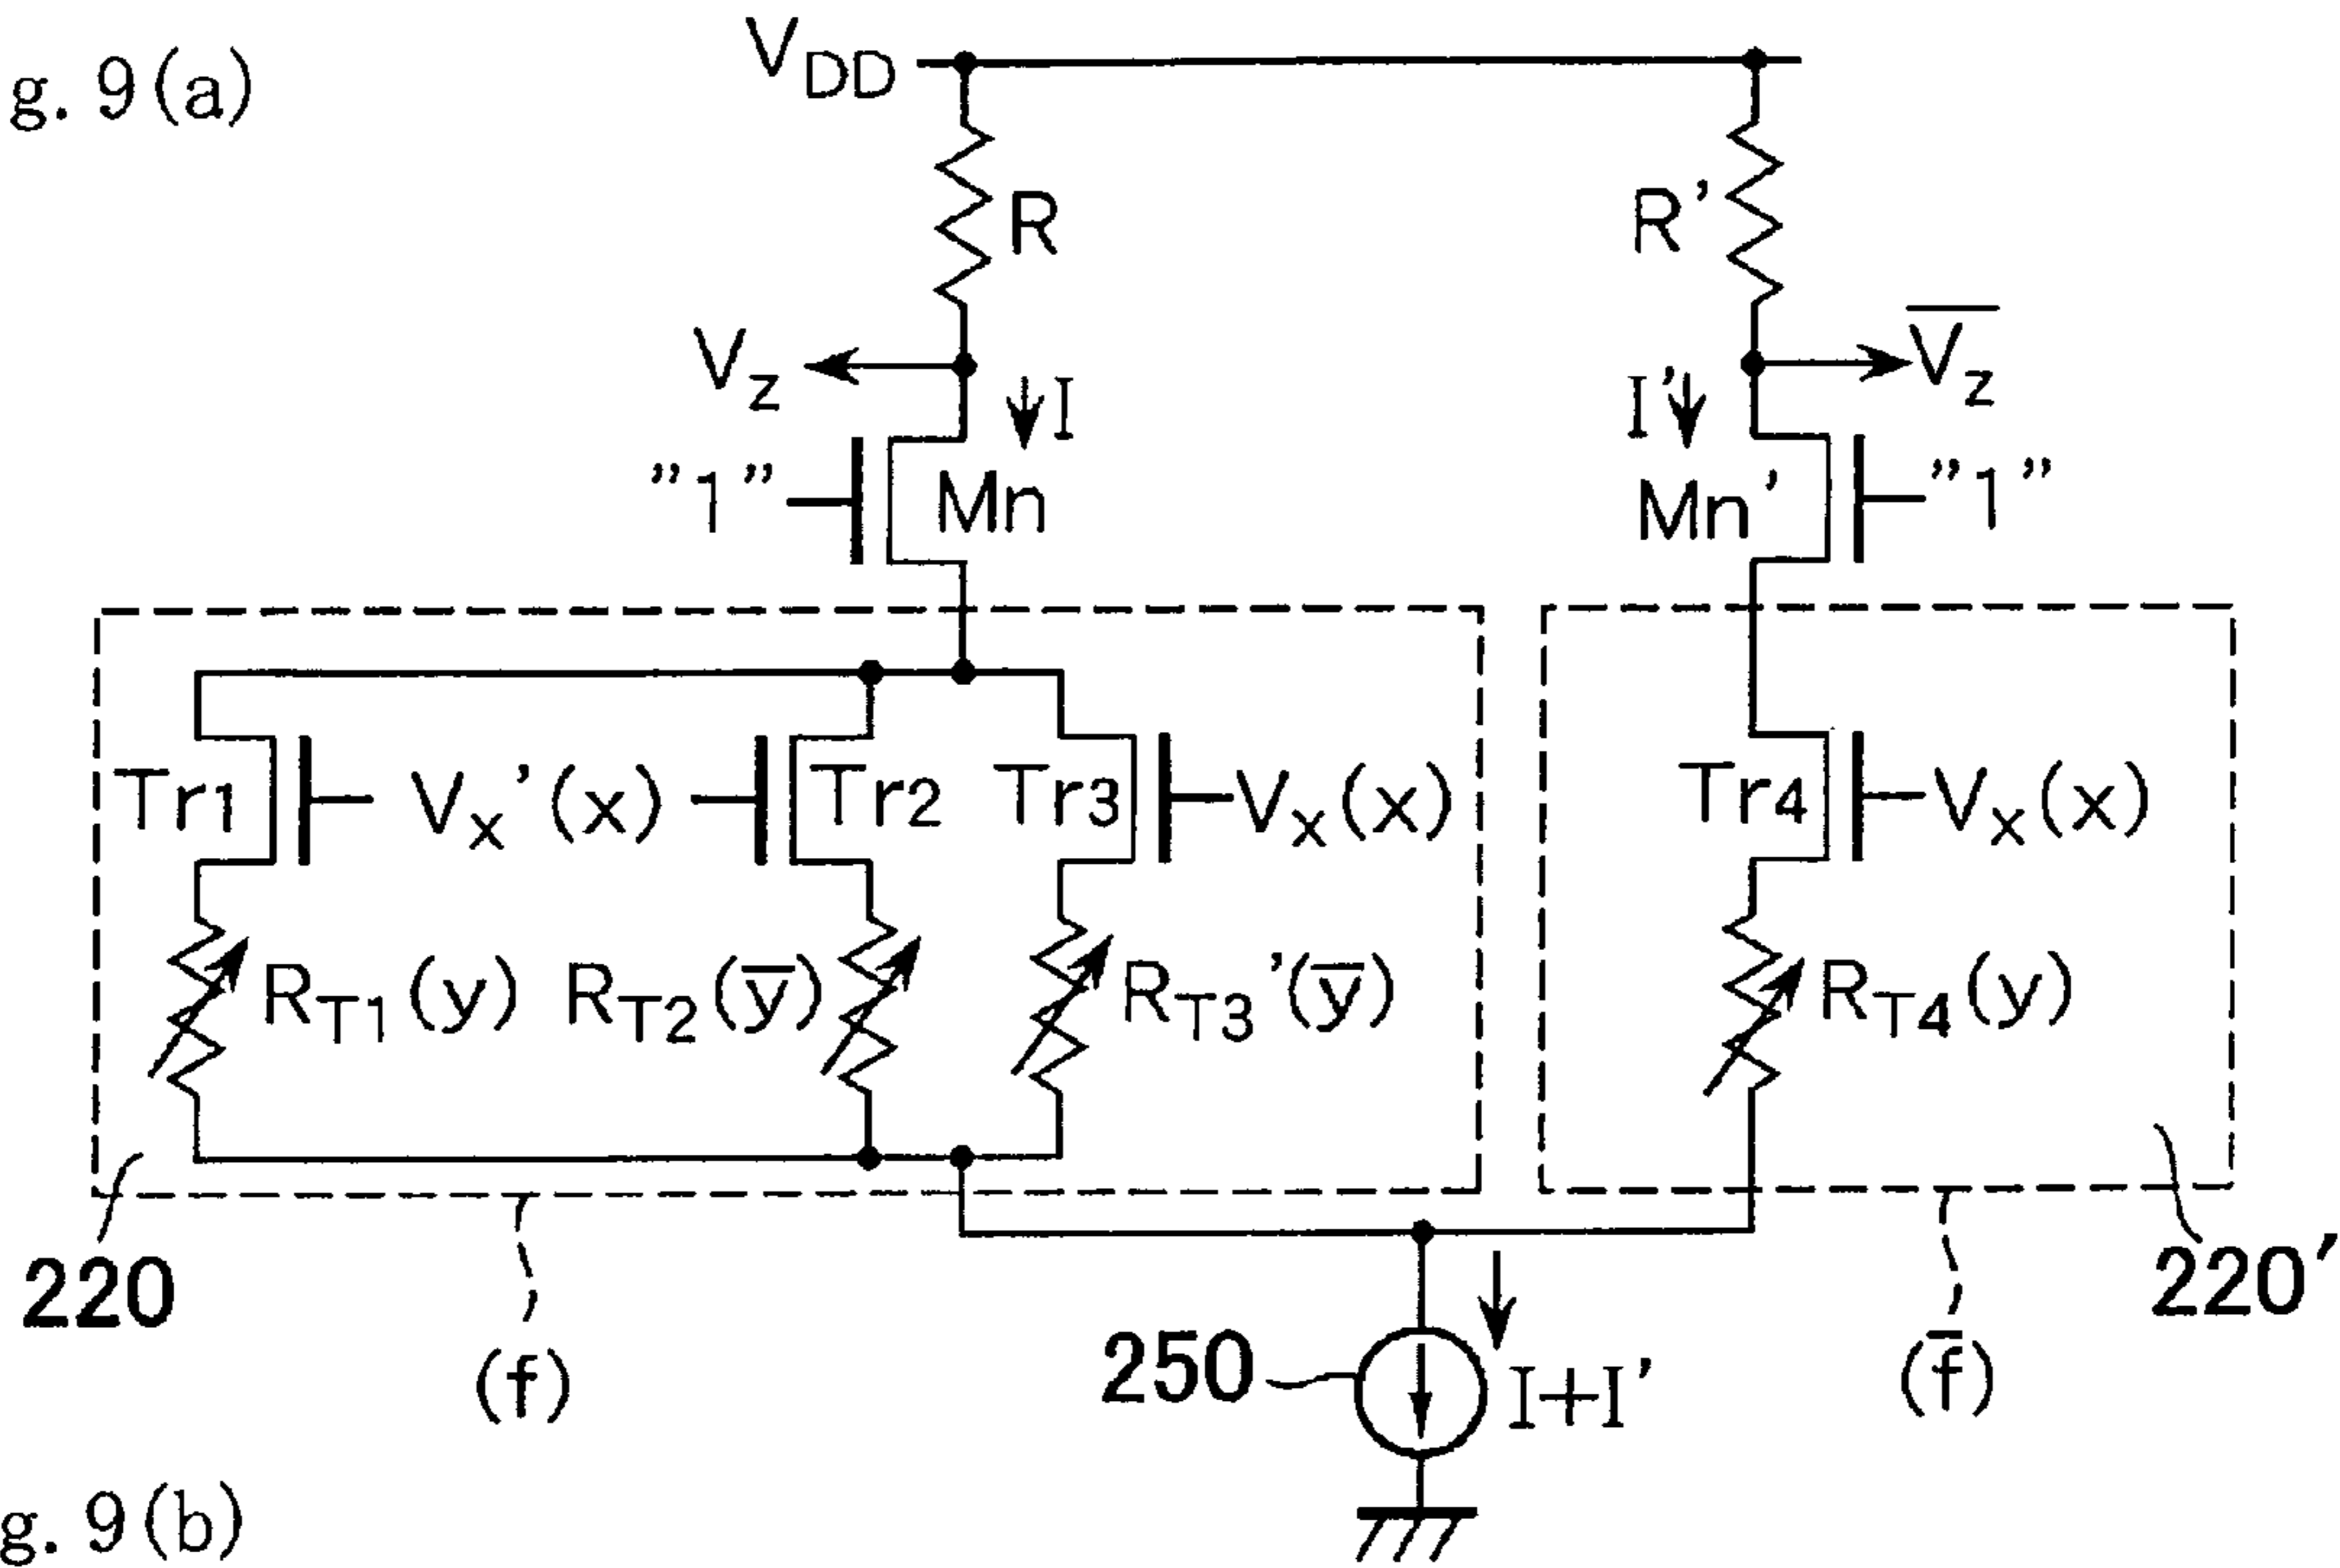 g. 9(a)
VDD
R
R'
Vz
I
I'
V̅z̅
"1"
Mn
Mn'
"1"
Tr1
Vx'(x)
Tr2
Tr3
Vx(x)
Tr4
Vx(x)
RT1(y)
RT2(y̅)
RT3'(y̅)
RT4(y)
220
220'
(f)
250
I+I'
(f̅)
g. 9(b)